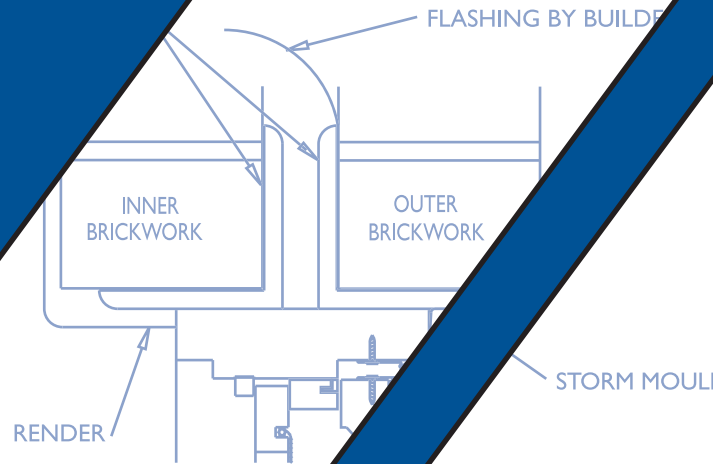 FLASHING BY BUILDE
INNER
BRICKWORK
OUTER
BRICKWORK
STORM MOUL
RENDER